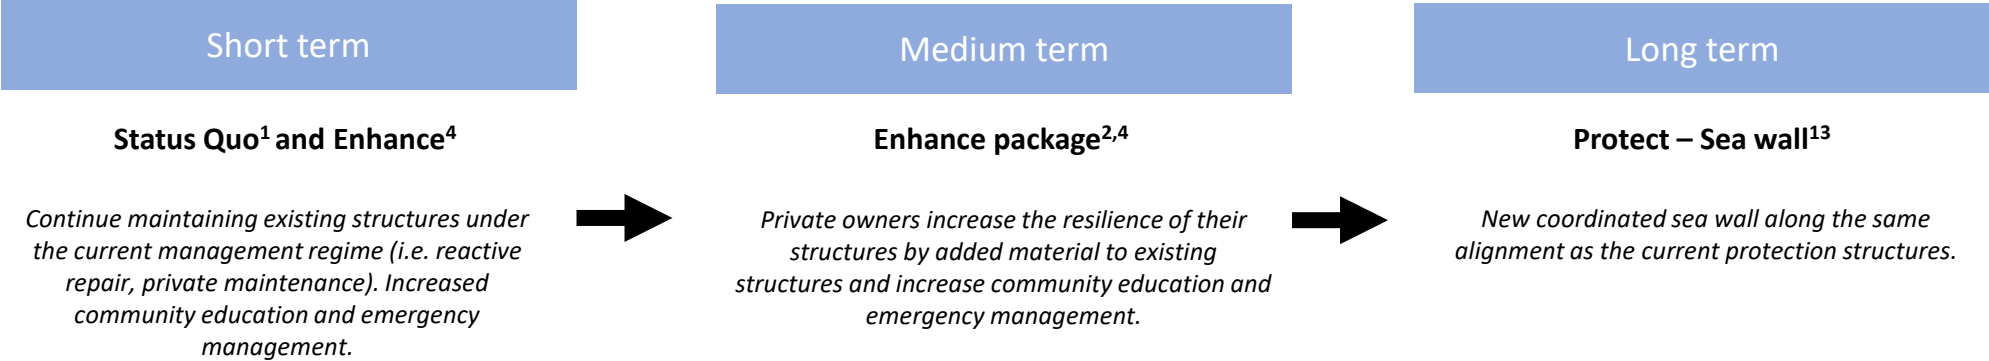 Short term
Status Quo¹ and Enhance⁴
Continue maintaining existing structures under
the current management regime (i.e. reactive
repair, private maintenance). Increased
community education and emergency
management.
Medium term
Enhance package²,⁴
Private owners increase the resilience of their
structures by added material to existing
structures and increase community education and
emergency management.
Long term
Protect – Sea wall¹³
New coordinated sea wall along the same
alignment as the current protection structures.